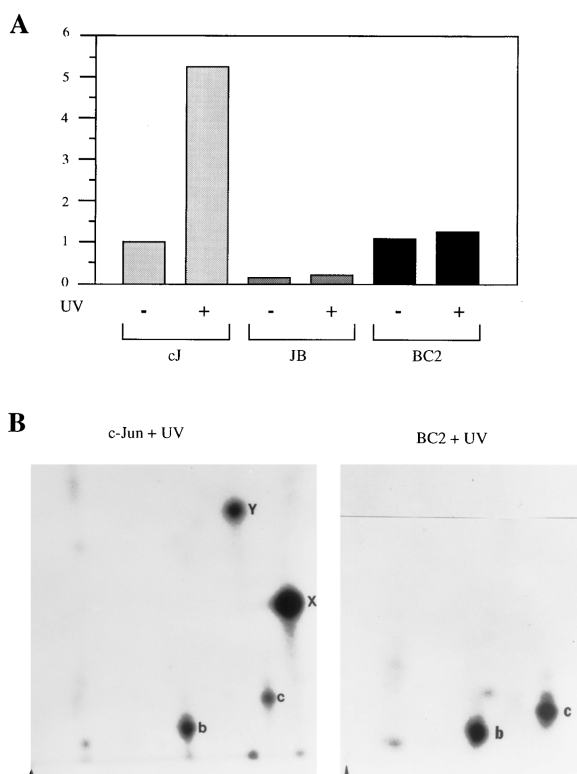 A
6
5
4
3
2
1
0
UV - + - + - +
cJ JB BC2
B
c-Jun + UV BC2 + UV
Y
X
c
b
c
b